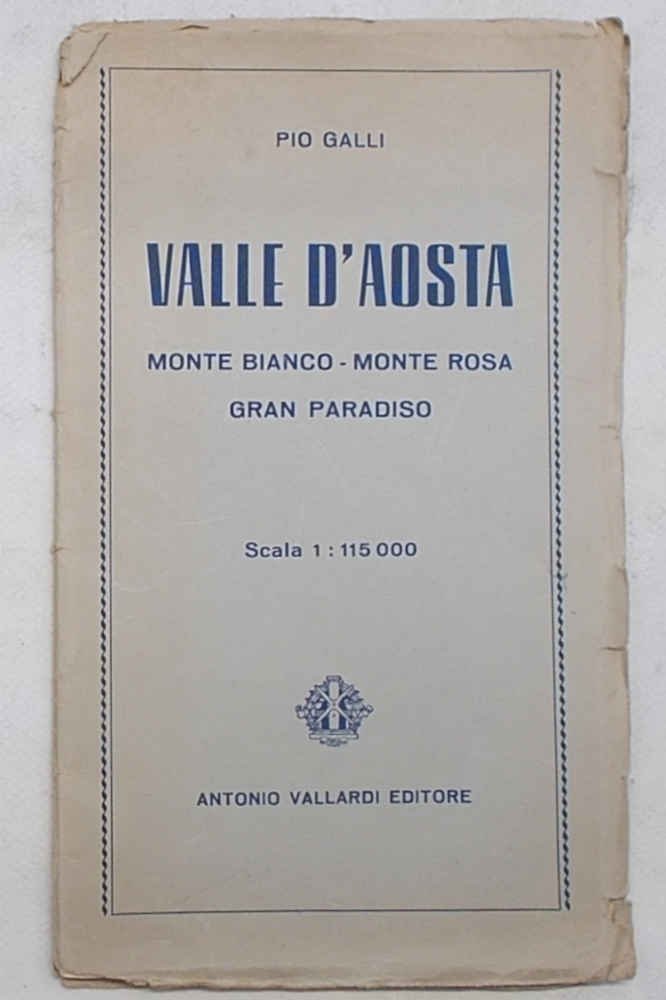 PIO GALLI
VALLE D'AOSTA
MONTE BIANCO - MONTE ROSA
GRAN PARADISO
Scala 1 : 115 000
ANTONIO VALLARDI EDITORE